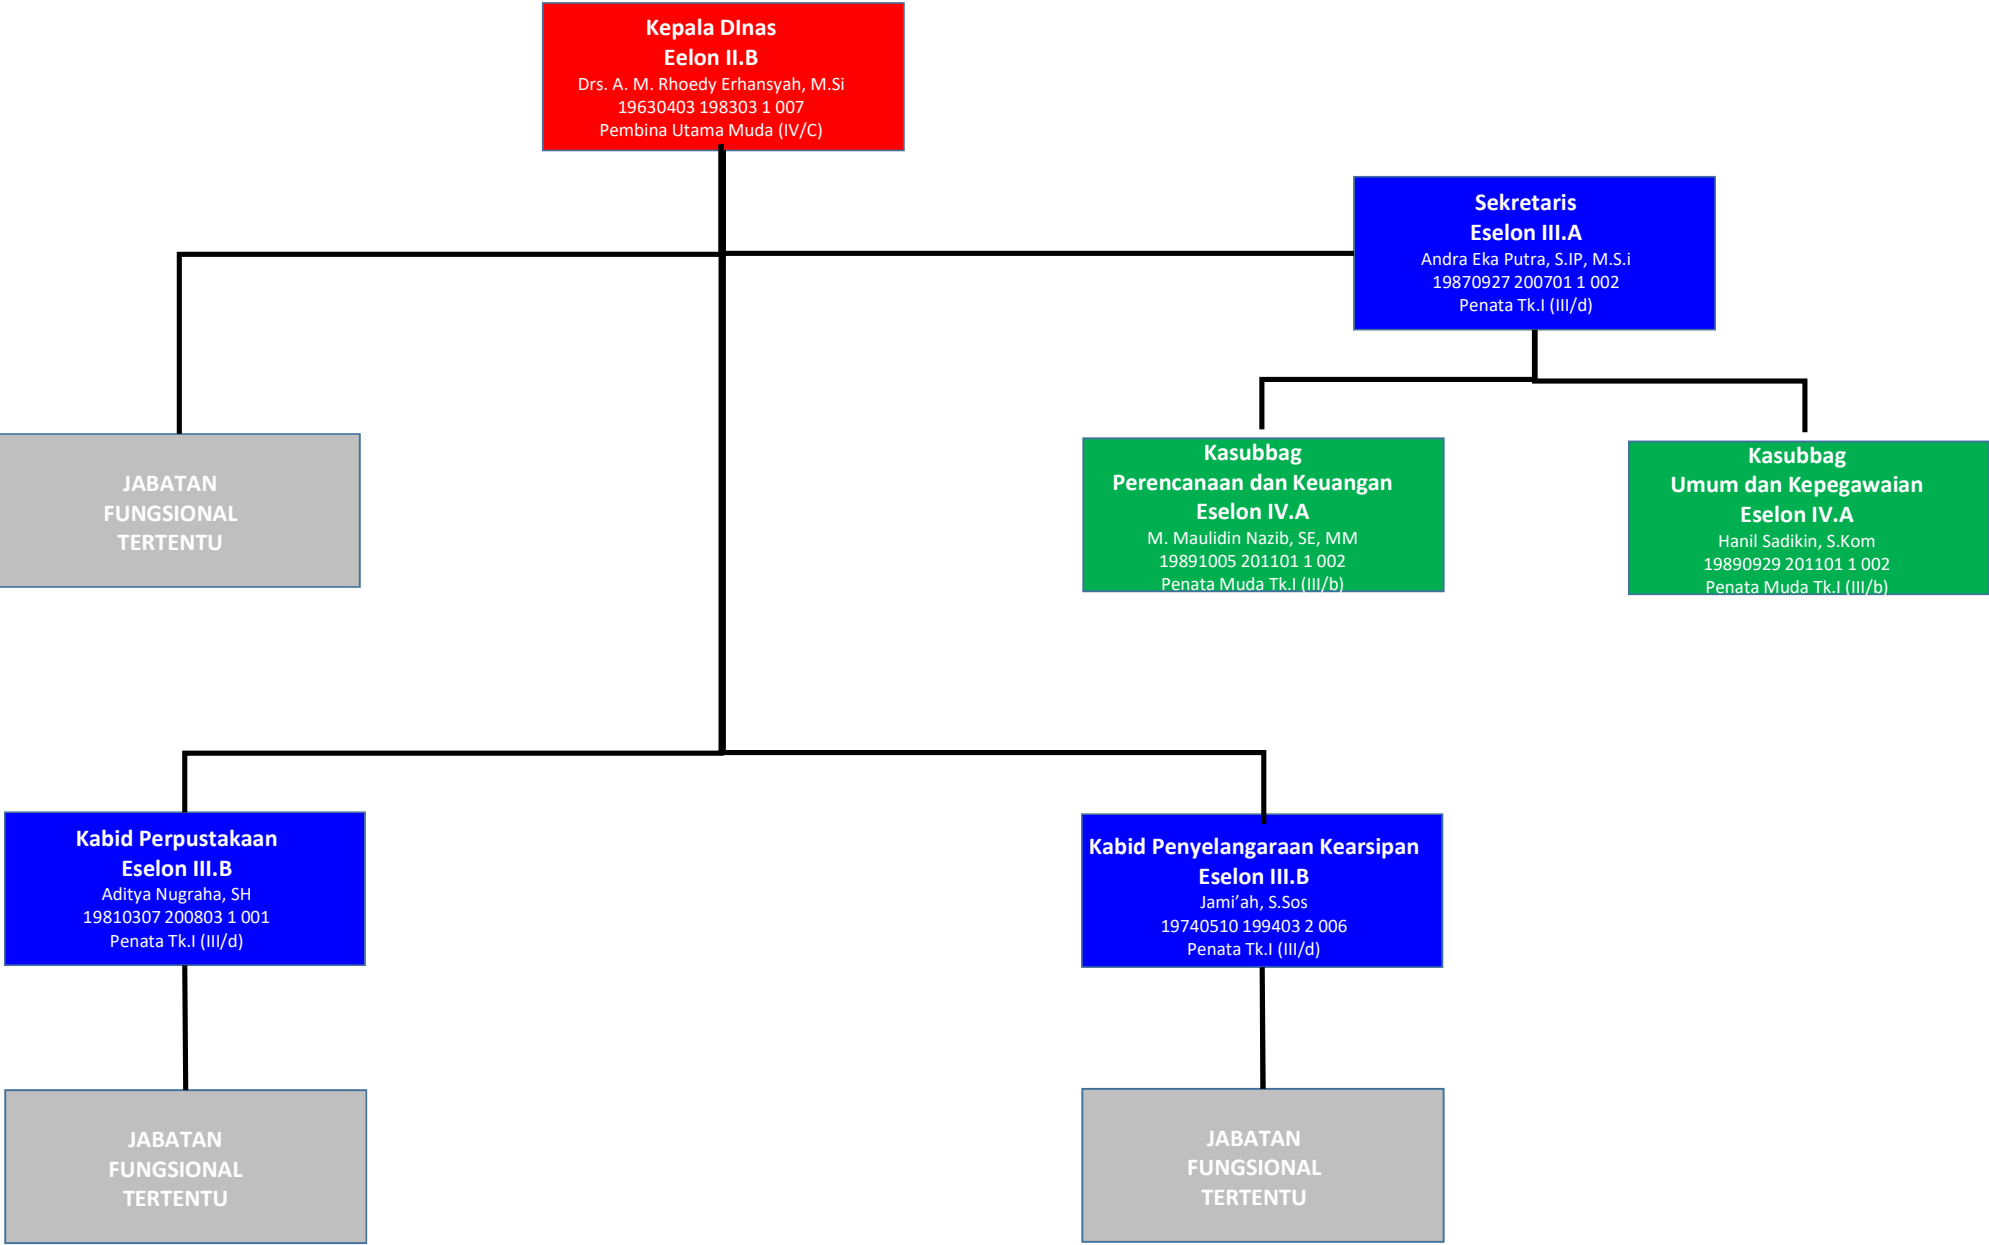 Kepala DInas
Eelon II.B
Drs. A. M. Rhoedy Erhansyah, M.Si
19630403 198303 1 007
Pembina Utama Muda (IV/C)
Sekretaris
Eselon III.A
Andra Eka Putra, S.IP, M.S.i
19870927 200701 1 002
Penata Tk.I (III/d)
JABATAN
FUNGSIONAL
TERTENTU
Kasubbag
Perencanaan dan Keuangan
Eselon IV.A
M. Maulidin Nazib, SE, MM
19891005 201101 1 002
Penata Muda Tk.I (III/b)
Kasubbag
Umum dan Kepegawaian
Eselon IV.A
Hanil Sadikin, S.Kom
19890929 201101 1 002
Penata Muda Tk.I (III/b)
Kabid Perpustakaan
Eselon III.B
Aditya Nugraha, SH
19810307 200803 1 001
Penata Tk.I (III/d)
Kabid Penyelangaraan Kearsipan
Eselon III.B
Jami’ah, S.Sos
19740510 199403 2 006
Penata Tk.I (III/d)
JABATAN
FUNGSIONAL
TERTENTU
JABATAN
FUNGSIONAL
TERTENTU